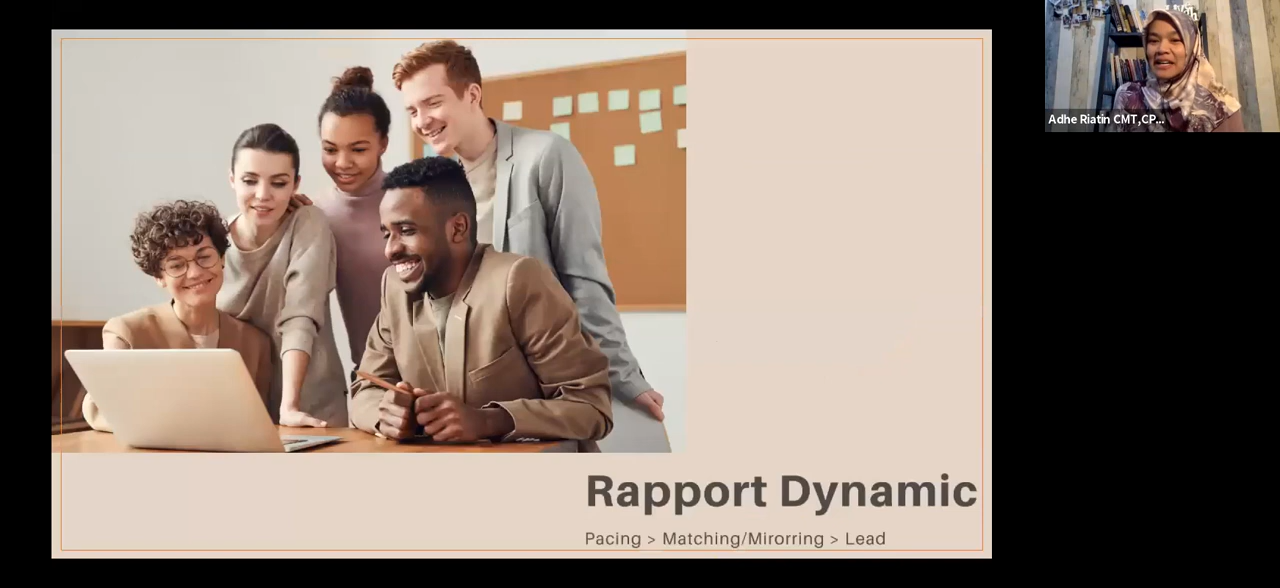 Adhe Riatin CMT,CP...
Rapport Dynamic
Pacing > Matching/Mirorring > Lead